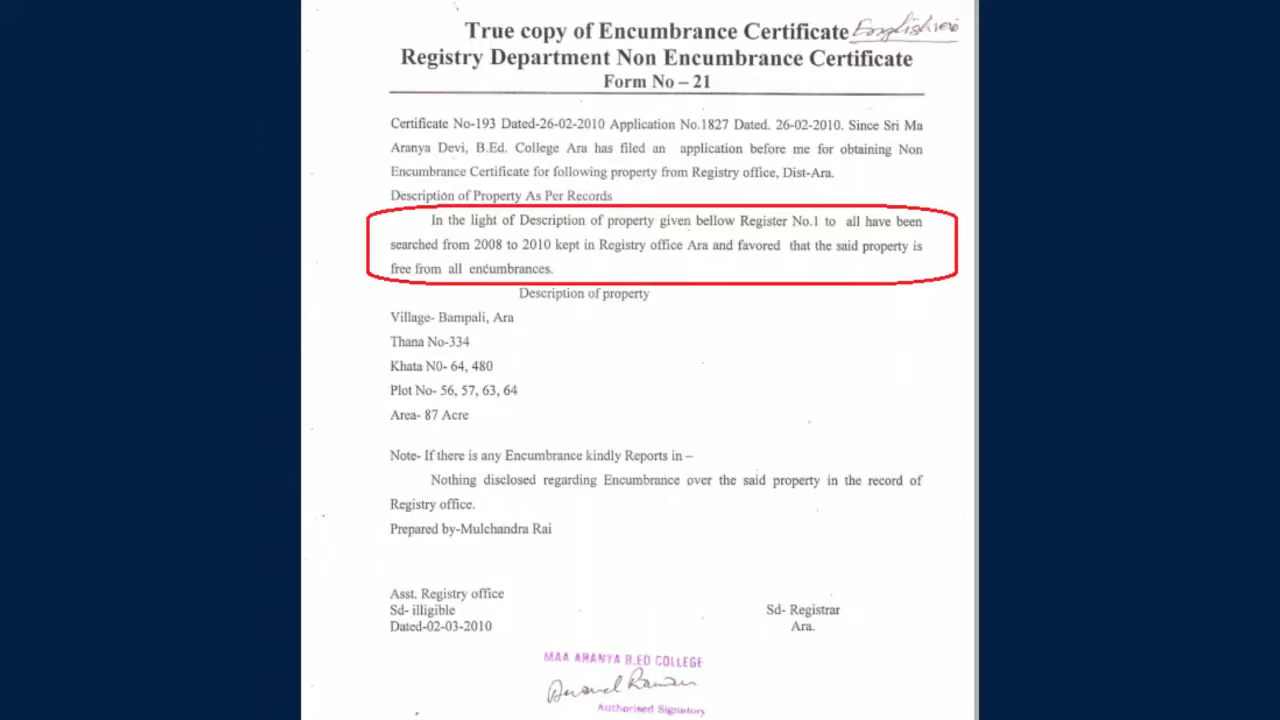 True copy of Encumbrance Certificate
Registry Department Non Encumbrance Certificate
Form No – 21
Certificate No-193 Dated-26-02-2010 Application No.1827 Dated. 26-02-2010. Since Sri Ma
Aranya Devi, B.Ed. College Ara has filed an application before me for obtaining Non
Encumbrance Certificate for following property from Registry office, Dist-Ara.
Description of Property As Per Records
In the light of Description of property given bellow Register No.1 to all have been
searched from 2008 to 2010 kept in Registry office Ara and favored that the said property is
free from all encumbrances.
Description of property
Village- Bampali, Ara
Thana No-334
Khata N0- 64, 480
Plot No- 56, 57, 63, 64
Area- 87 Acre
Note- If there is any Encumbrance kindly Reports in –
Nothing disclosed regarding Encumbrance over the said property in the record of
Registry office.
Prepared by-Mulchandra Rai
Asst. Registry office
Sd- illigible
Dated-02-03-2010
Sd- Registrar
Ara.
MAA ARANYA B.ED COLLEGE
Authorised Signatory